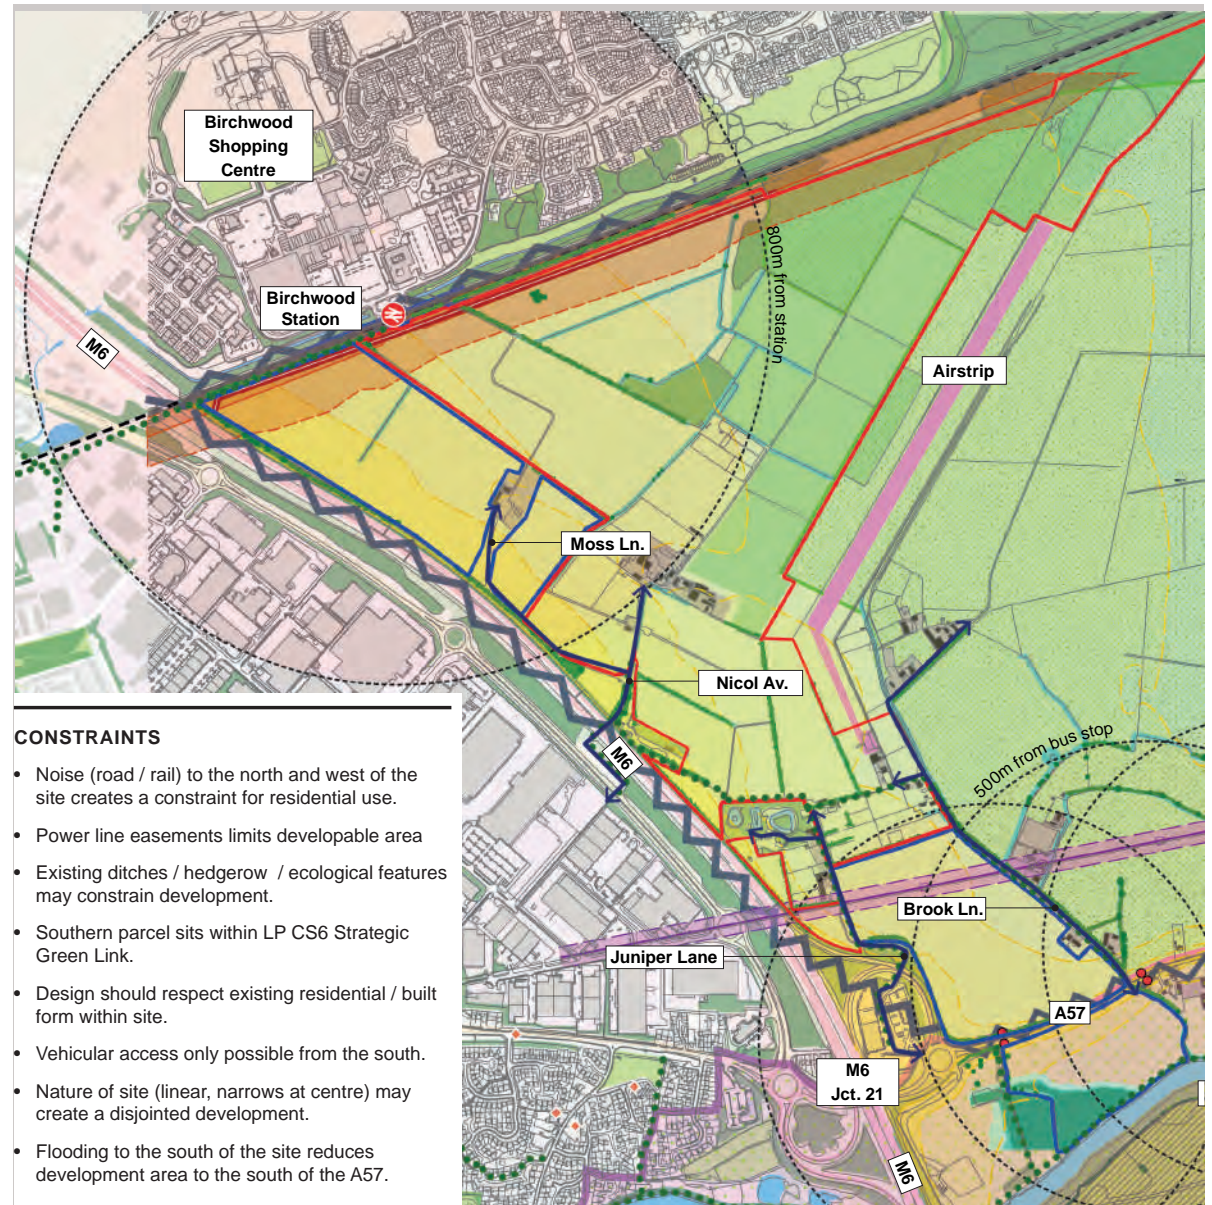 Birchwood
Shopping
Centre
Birchwood
Station
M6
800m from station
Airstrip
Moss Ln.
Nicol Av.
M6
500m from bus stop
Brook Ln.
Juniper Lane
A57
M6
Jct. 21
M6
CONSTRAINTS
• Noise (road / rail) to the north and west of the
site creates a constraint for residential use.
• Power line easements limits developable area
• Existing ditches / hedgerow / ecological features
may constrain development.
• Southern parcel sits within LP CS6 Strategic
Green Link.
• Design should respect existing residential / built
form within site.
• Vehicular access only possible from the south.
• Nature of site (linear, narrows at centre) may
create a disjointed development.
• Flooding to the south of the site reduces
development area to the south of the A57.